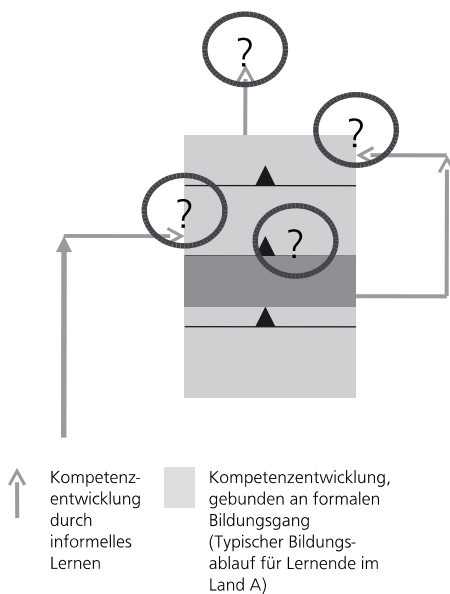 ?
?
?
?
Kompetenz-
entwicklung
durch
informelles
Lernen
Kompetenzentwicklung,
gebunden an formalen
Bildungsgang
(Typischer Bildungs-
ablauf für Lernende im
Land A)